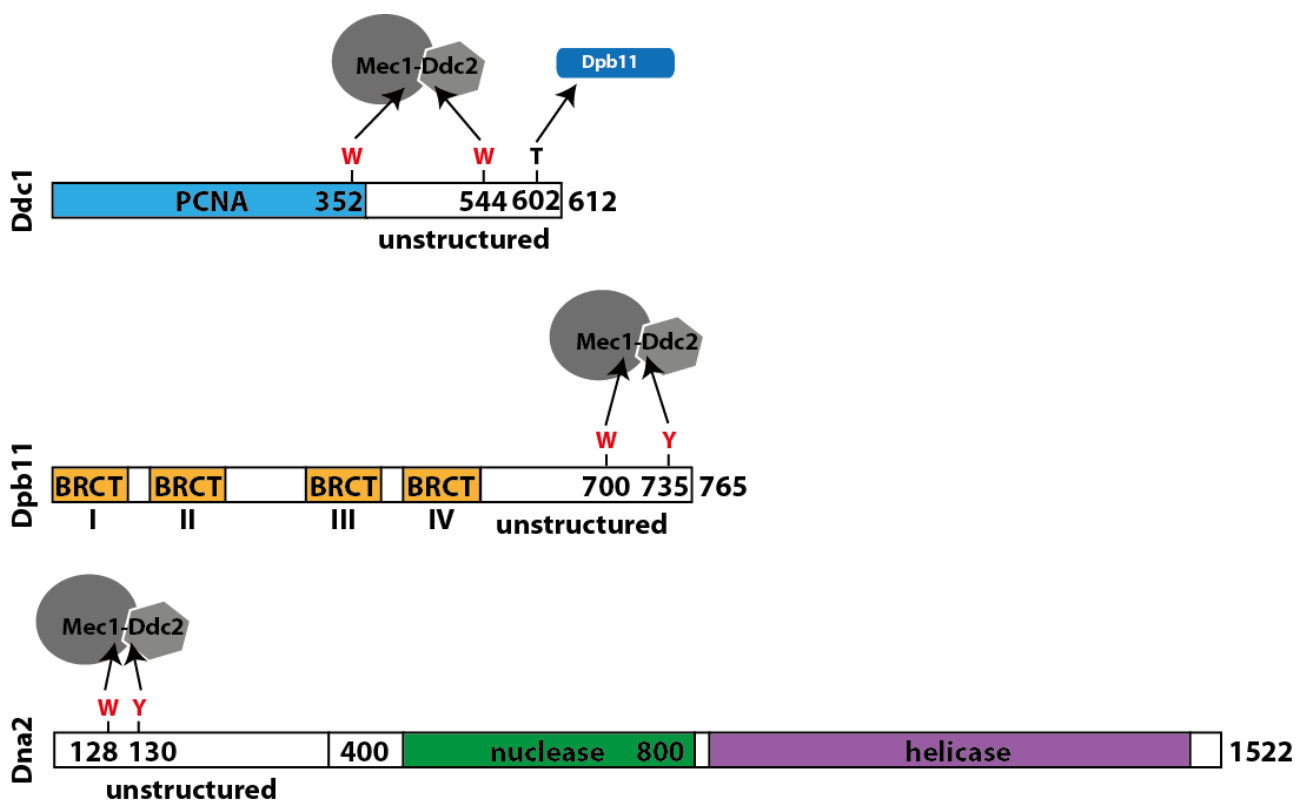 Mec1-Ddc2
Dpb11
W W T
Ddc1
PCNA 352 544 602 612
unstructured
Mec1-Ddc2
W Y
Dpb11
BRCT BRCT BRCT BRCT 700 735 765
I II III IV unstructured
Mec1-Ddc2
W Y
Dna2
128 130 400 nuclease 800 helicase 1522
unstructured